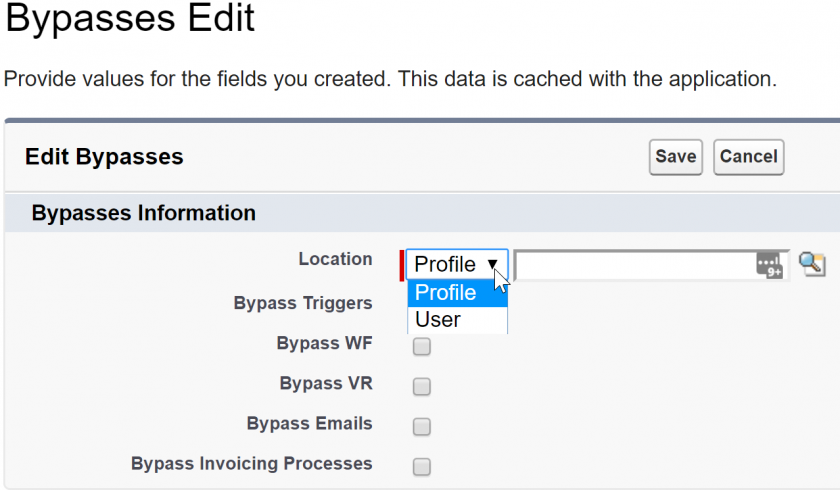 Bypasses Edit
Provide values for the fields you created. This data is cached with the application.
Edit Bypasses Save Cancel
Bypasses Information
Location Profile ▼ 9+
Profile
Bypass Triggers
User
Bypass WF
Bypass VR
Bypass Emails
Bypass Invoicing Processes